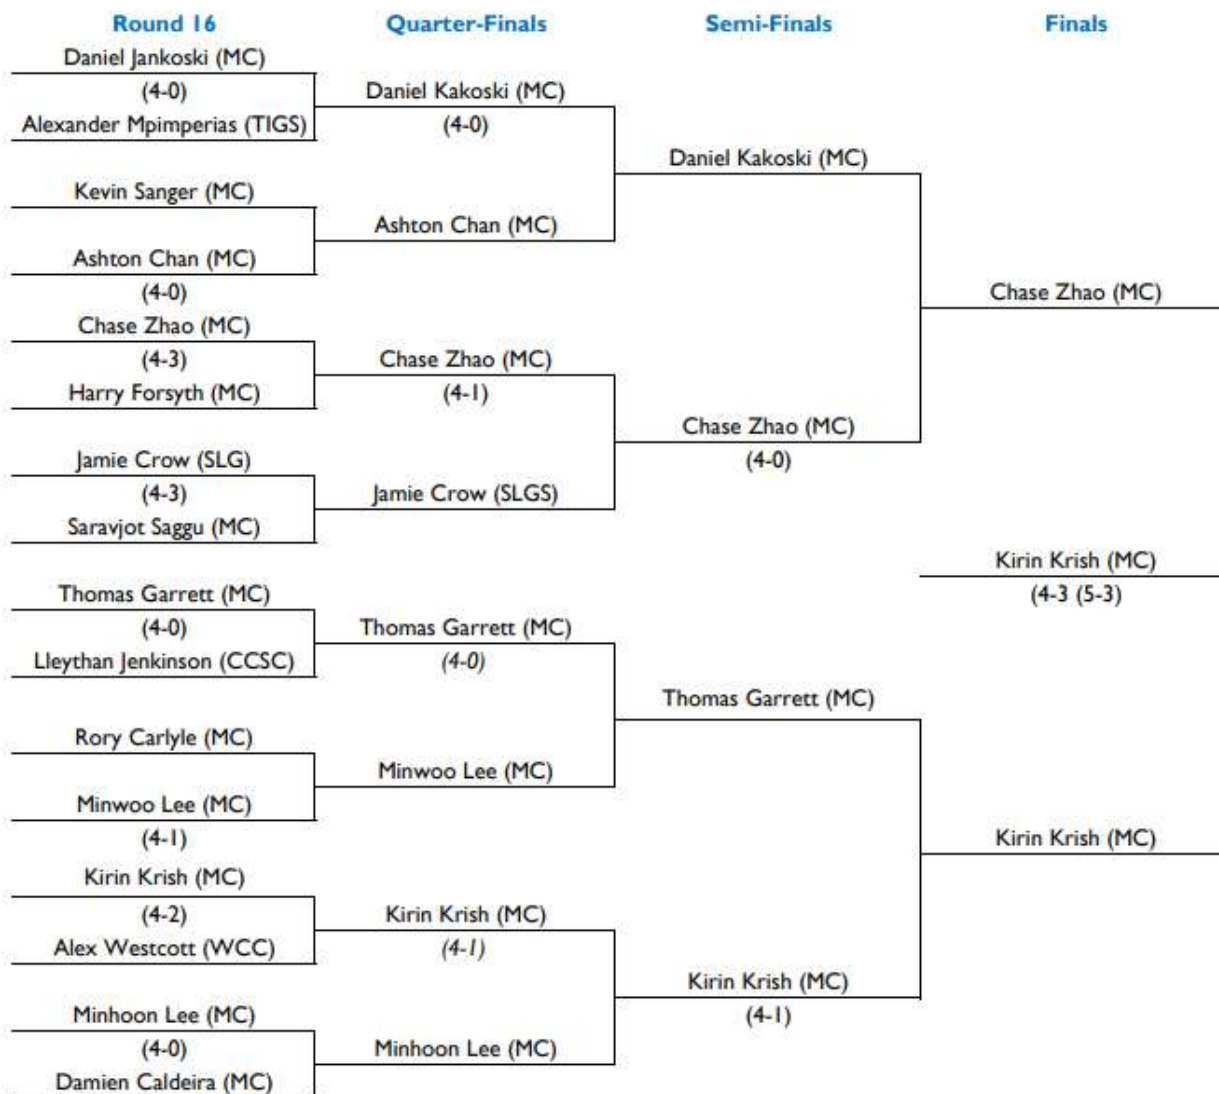 Round 16 Quarter-Finals Semi-Finals Finals
Daniel Jankoski (MC)
(4-0)
Alexander Mpimperias (TIGS)
Kevin Sanger (MC)
Ashton Chan (MC)
(4-0)
Chase Zhao (MC)
(4-3)
Harry Forsyth (MC)
Jamie Crow (SLG)
(4-3)
Saravjot Saggu (MC)
Thomas Garrett (MC)
(4-0)
Lleythan Jenkinson (CCSC)
Rory Carlyle (MC)
Minwoo Lee (MC)
(4-1)
Kirin Krish (MC)
(4-2)
Alex Westcott (WCC)
Minhoon Lee (MC)
(4-0)
Damien Caldeira (MC)
Daniel Kakoski (MC)
(4-0)
Ashton Chan (MC)
Chase Zhao (MC)
(4-1)
Jamie Crow (SLGS)
Thomas Garrett (MC)
(4-0)
Minwoo Lee (MC)
Kirin Krish (MC)
(4-1)
Minhoon Lee (MC)
Daniel Kakoski (MC)
Chase Zhao (MC)
(4-0)
Thomas Garrett (MC)
Kirin Krish (MC)
(4-1)
Chase Zhao (MC)
Kirin Krish (MC)
(4-3 (5-3)
Kirin Krish (MC)